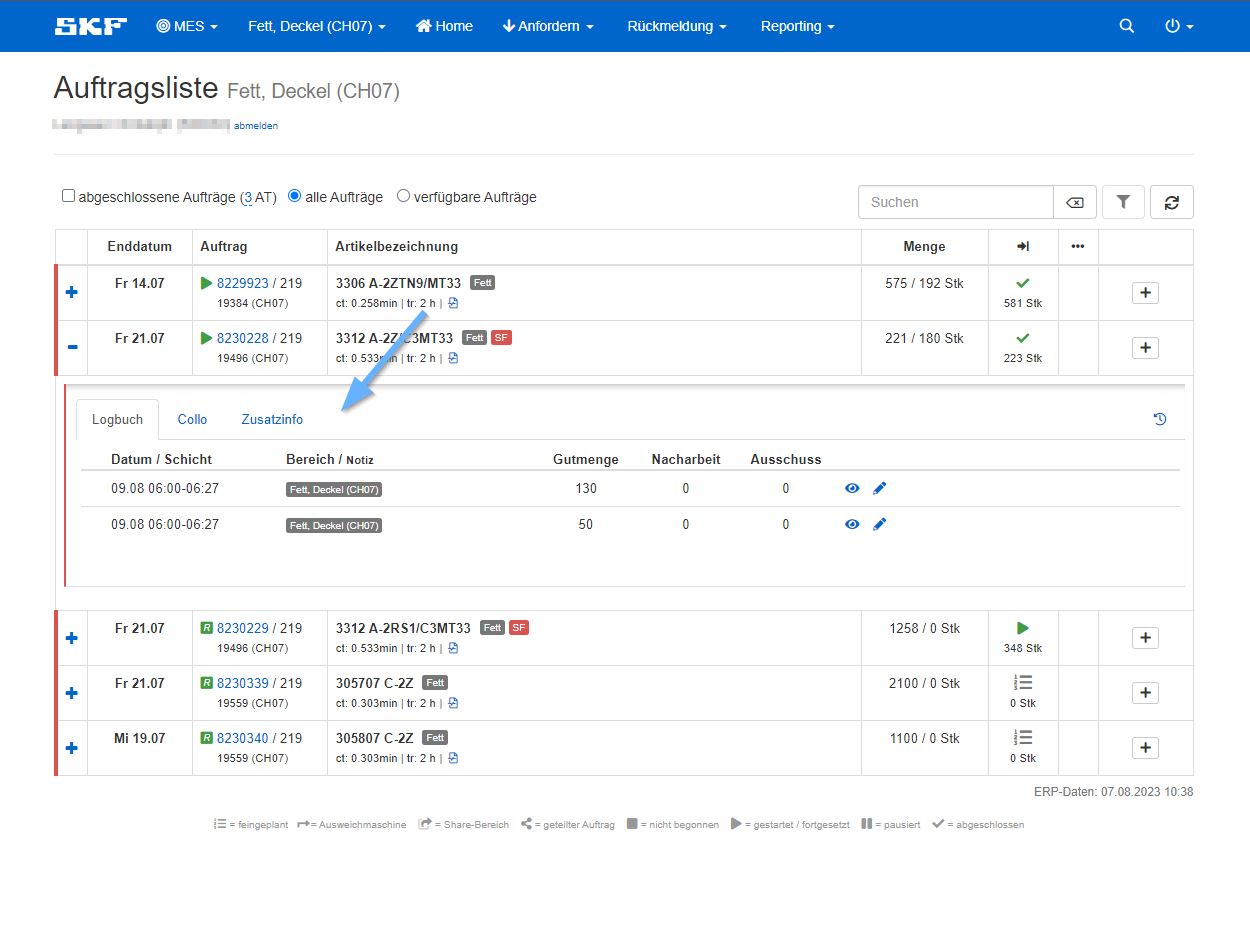 SKF MES Fett, Deckel (CH07) Home Anfordern Rückmeldung Reporting
Auftragsliste Fett, Deckel (CH07)
abmelden
abgeschlossene Aufträge (3 AT) alle Aufträge verfügbare Aufträge Suchen
Enddatum Auftrag Artikelbezeichnung Menge
Fr 14.07 8229923 / 219 3306 A-2ZTN9/MT33 Fett 575 / 192 Stk
19384 (CH07) ct: 0.258min | tr: 2 h | 581 Stk
Fr 21.07 8230228 / 219 3312 A-2Z/C3MT33 Fett SF 221 / 180 Stk
19496 (CH07) ct: 0.533min | tr: 2 h | 223 Stk
Logbuch Collo Zusatzinfo
Datum / Schicht Bereich / Notiz Gutmenge Nacharbeit Ausschuss
09.08 06:00-06:27 Fett, Deckel (CH07) 130 0 0
09.08 06:00-06:27 Fett, Deckel (CH07) 50 0 0
Fr 21.07 R 8230229 / 219 3312 A-2RS1/C3MT33 Fett SF 1258 / 0 Stk
19496 (CH07) ct: 0.533min | tr: 2 h | 348 Stk
Fr 21.07 R 8230339 / 219 305707 C-2Z Fett 2100 / 0 Stk
19559 (CH07) ct: 0.303min | tr: 2 h | 0 Stk
Mi 19.07 R 8230340 / 219 305807 C-2Z Fett 1100 / 0 Stk
19559 (CH07) ct: 0.303min | tr: 2 h | 0 Stk
ERP-Daten: 07.08.2023 10:38
= feingeplant = Ausweichmaschine = Share-Bereich = geteilter Auftrag = nicht begonnen = gestartet / fortgesetzt = pausiert = abgeschlossen